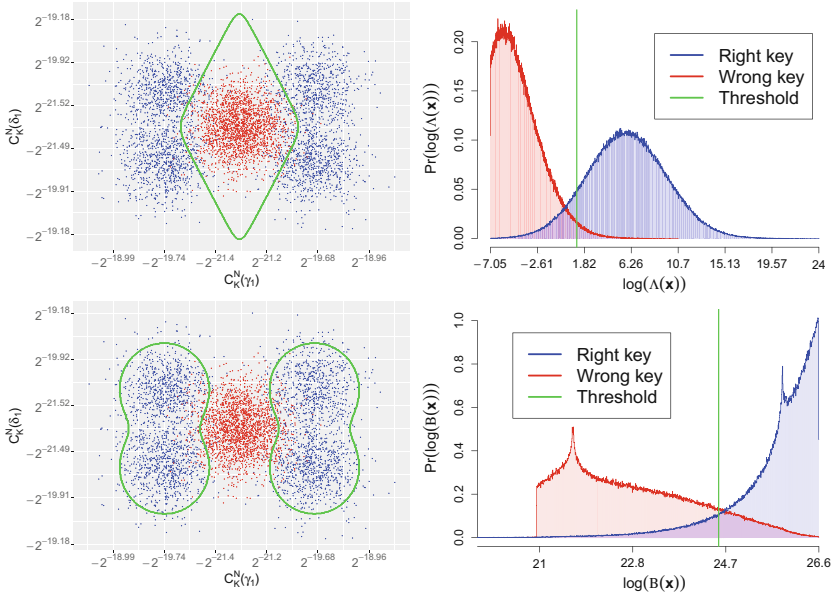 2^{-19.18}
2^{-19.92}
2^{-21.52}
-2^{-21.49}
-2^{-19.91}
-2^{-19.18}
C_K^N(δ₁)
-2^{-18.99} -2^{-19.74} -2^{-21.4} 2^{-21.2} 2^{-19.68} 2^{-18.96}
C_K^N(γ₁)
Pr(log(Λ(x)))
0.20
0.15
0.10
0.05
0.00
Right key
Wrong key
Threshold
−7.05 −2.61 1.82 6.26 10.7 15.13 19.57 24
log(Λ(x))
2^{-19.18}
2^{-19.92}
2^{-21.52}
-2^{-21.49}
-2^{-19.91}
-2^{-19.18}
C_K^N(δ₁)
-2^{-18.99} -2^{-19.74} -2^{-21.4} 2^{-21.2} 2^{-19.68} 2^{-18.96}
C_K^N(γ₁)
Pr(log(B(x)))
1.0
0.8
0.6
0.4
0.2
0.0
Right key
Wrong key
Threshold
21 22.8 24.7 26.6
log(B(x))